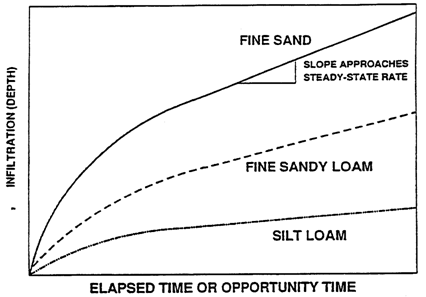 FINE SAND
SLOPE APPROACHES
STEADY-STATE RATE
INFILTRATION (DEPTH)
FINE SANDY LOAM
SILT LOAM
ELAPSED TIME OR OPPORTUNITY TIME